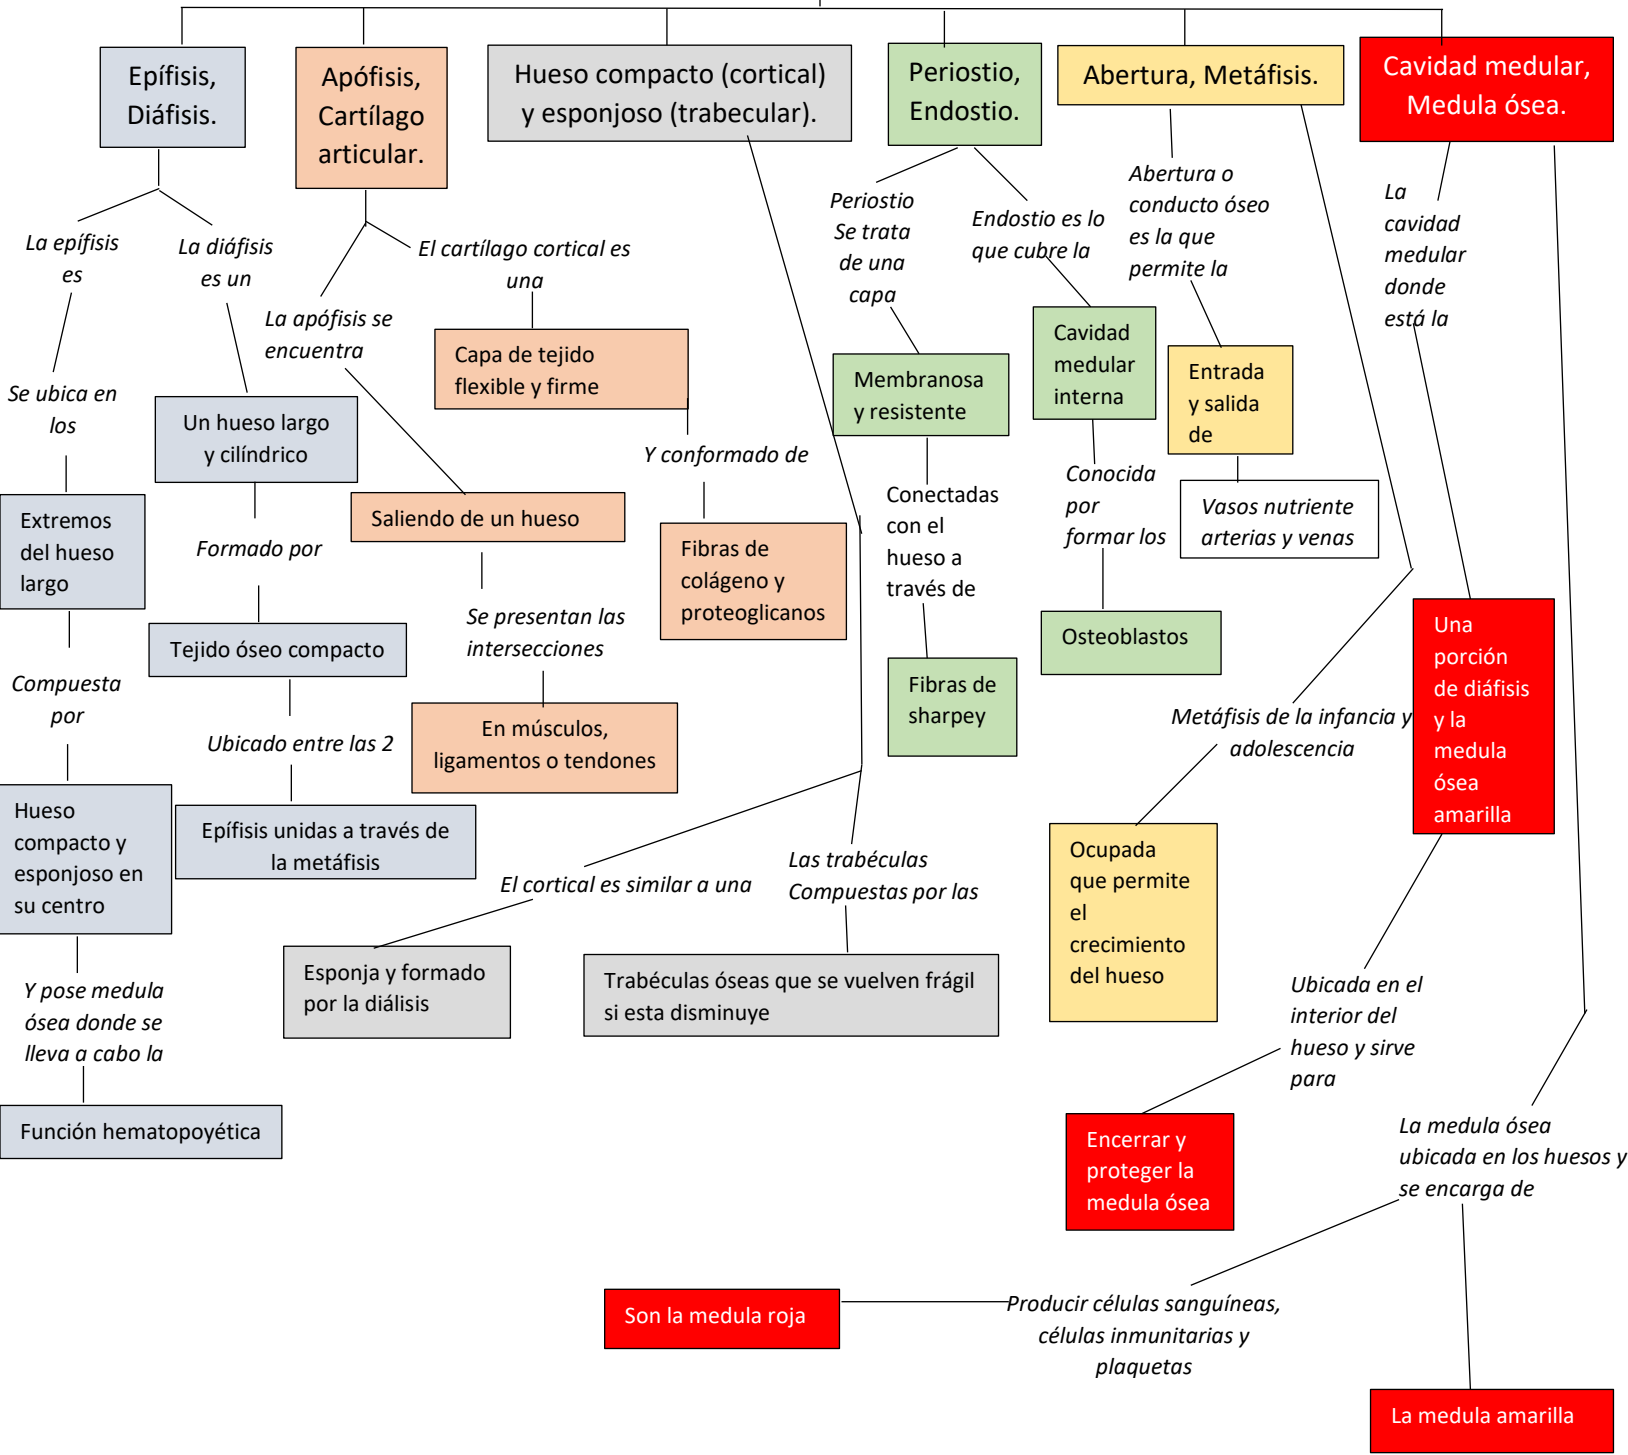 Epífisis,
Diáfisis.
Apófisis,
Cartílago
articular.
Hueso compacto (cortical)
y esponjoso (trabecular).
Periostio,
Endostio.
Abertura, Metáfisis.
Cavidad medular,
Medula ósea.
La epífisis
es
Se ubica en
los
Extremos
del hueso
largo
Compuesta
por
Hueso
compacto y
esponjoso en
su centro
Y pose medula
ósea donde se
lleva a cabo la
Función hematopoyética
La diáfisis
es un
Un hueso largo
y cilíndrico
Formado por
Tejido óseo compacto
Ubicado entre las 2
Epífisis unidas a través de
la metáfisis
La apófisis se
encuentra
Saliendo de un hueso
Se presentan las
intersecciones
En músculos,
ligamentos o tendones
El cartílago cortical es
una
Capa de tejido
flexible y firme
Y conformado de
Fibras de
colágeno y
proteoglicanos
El cortical es similar a una
Esponja y formado
por la diálisis
Las trabéculas
Compuestas por las
Trabéculas óseas que se vuelven frágil
si esta disminuye
Periostio
Se trata
de una
capa
Membranosa
y resistente
Conectadas
con el
hueso a
través de
Fibras de
sharpey
Endostio es lo
que cubre la
Cavidad
medular
interna
Conocida
por
formar los
Osteoblastos
Abertura o
conducto óseo
es la que
permite la
Entrada
y salida
de
Vasos nutriente
arterias y venas
Metáfisis de la infancia y
adolescencia
Ocupada
que permite
el
crecimiento
del hueso
La
cavidad
medular
donde
está la
Una
porción
de diáfisis
y la
medula
ósea
amarilla
Ubicada en el
interior del
hueso y sirve
para
Encerrar y
proteger la
medula ósea
La medula ósea
ubicada en los huesos y
se encarga de
Producir células sanguíneas,
células inmunitarias y
plaquetas
Son la medula roja
La medula amarilla